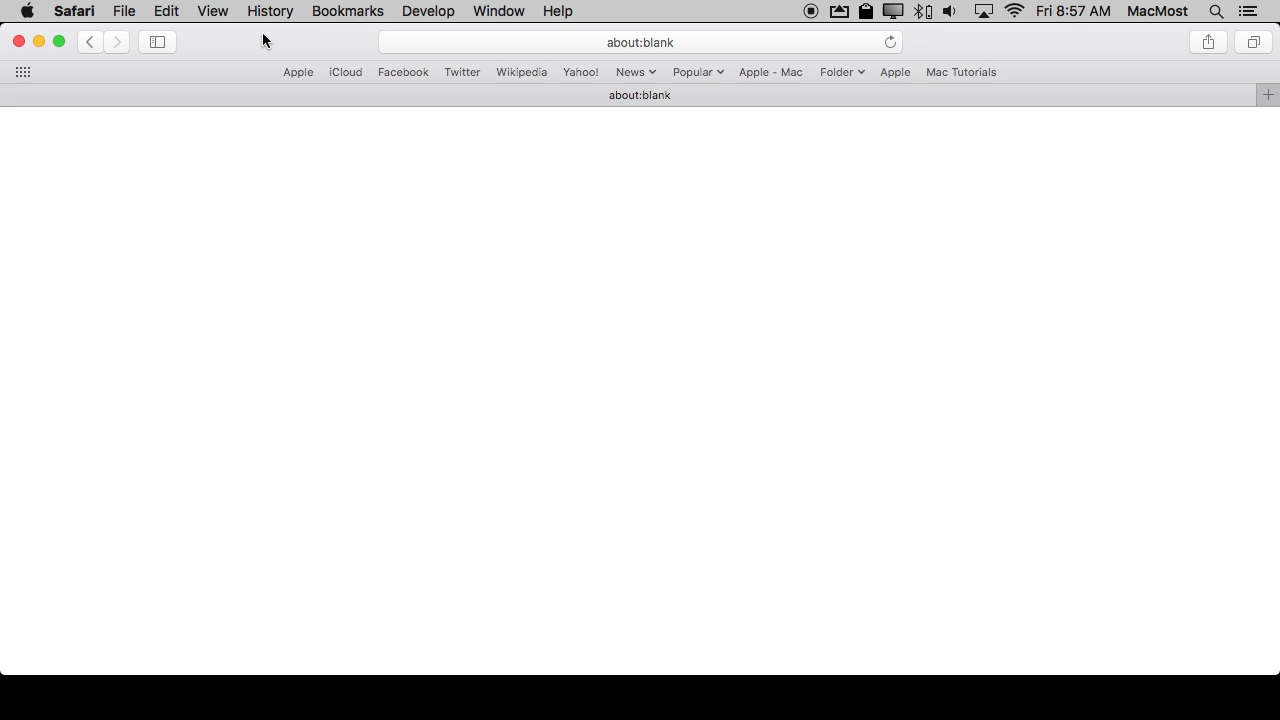 Safari File Edit View History Bookmarks Develop Window Help Fri 8:57 AM MacMost
about:blank
Apple iCloud Facebook Twitter Wikipedia Yahoo! News Popular Apple - Mac Folder Apple Mac Tutorials
about:blank